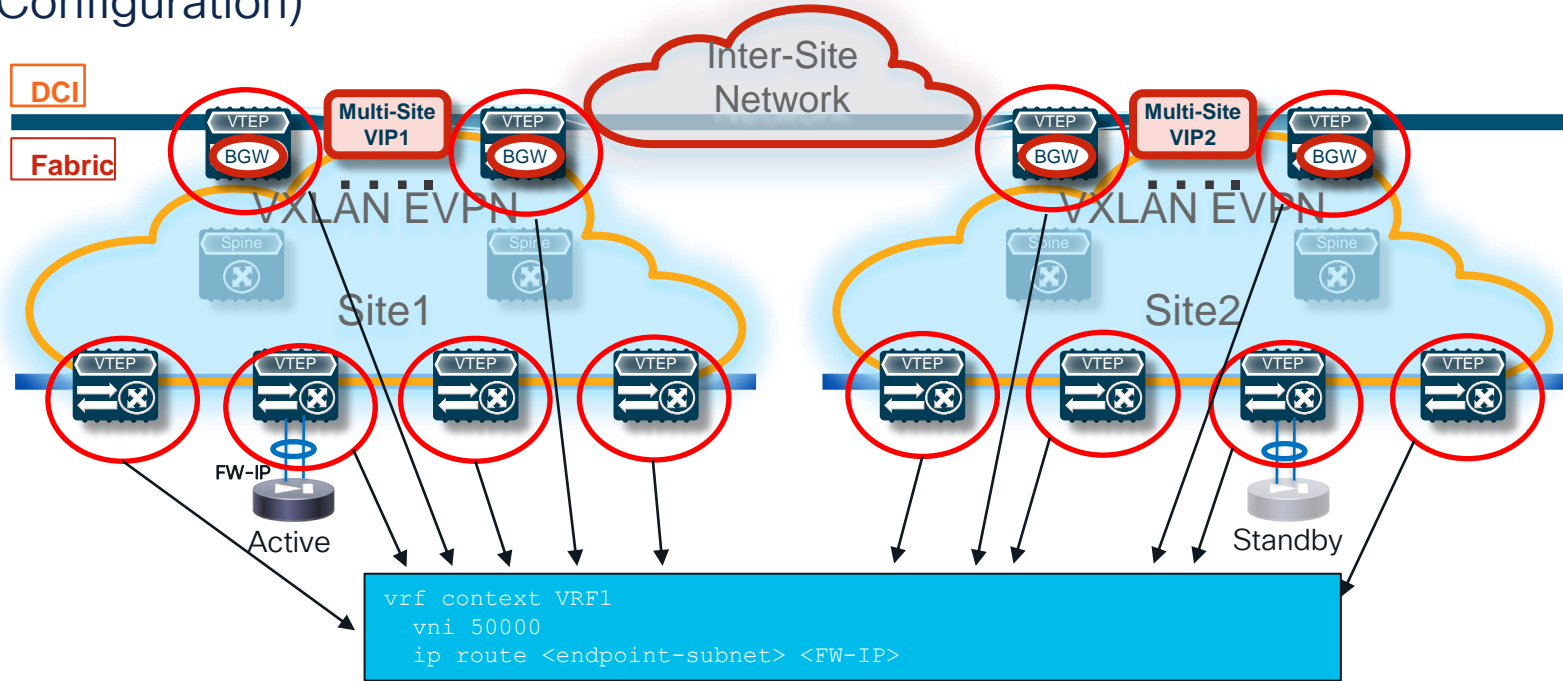 Configuration)
Inter-Site
Network
DCI
Fabric
VTEP
BGW
Multi-Site
VIP1
VTEP
BGW
VTEP
BGW
Multi-Site
VIP2
VTEP
BGW
VXLAN EVPN
VXLAN EVPN
Spine
Spine
Spine
Spine
Site1
Site2
VTEP
VTEP
VTEP
VTEP
VTEP
VTEP
VTEP
VTEP
FW-IP
Active
Standby
vrf context VRF1
vni 50000
ip route <endpoint-subnet> <FW-IP>